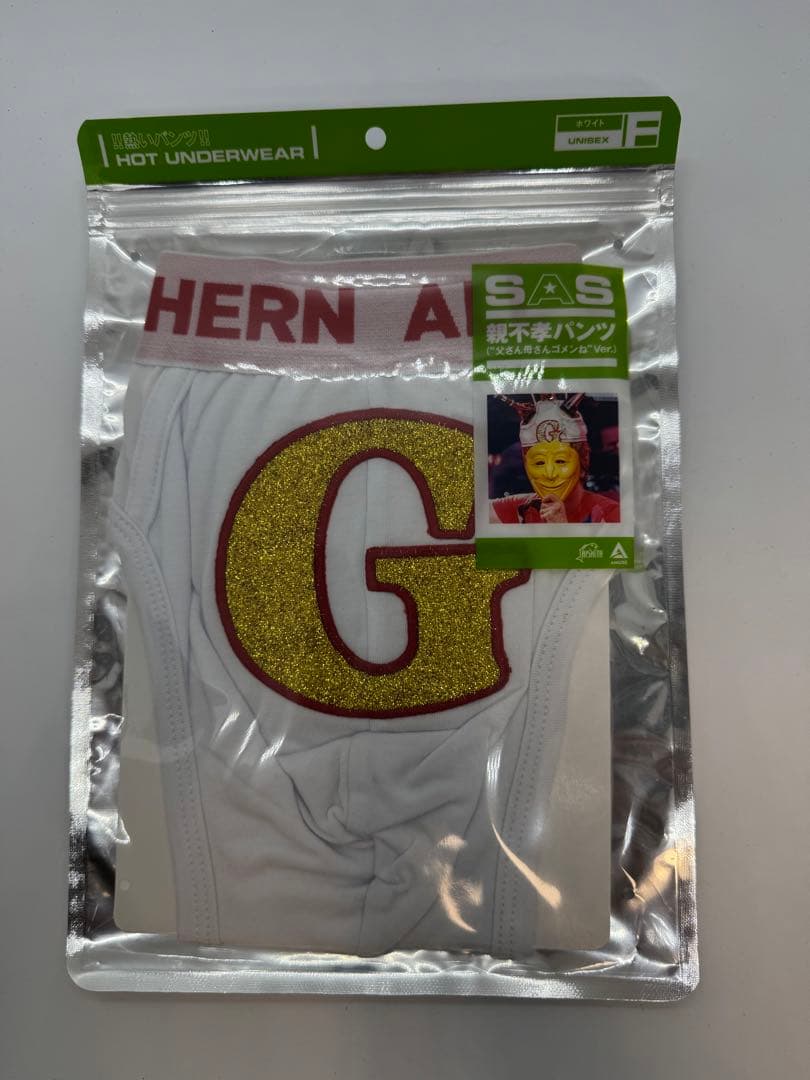 !!熱いパンツ!!
HOT UNDERWEAR
ホワイト
UNISEX
F
HERN A
SAS
親不孝パンツ
("父さん母さんゴメンね"Ver.)
G
G
AMUSE